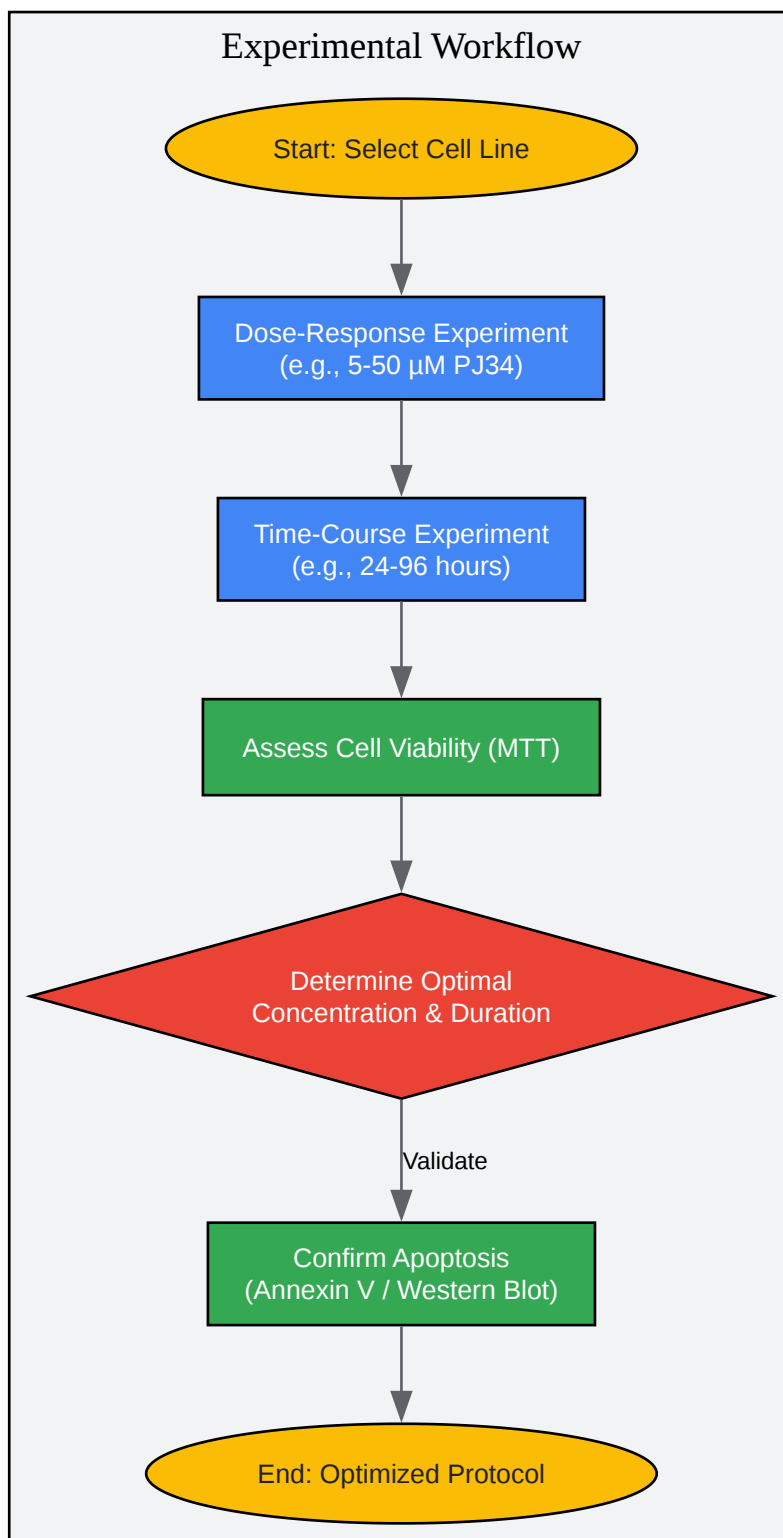 Experimental Workflow
Start: Select Cell Line
Dose-Response Experiment
(e.g., 5-50 µM PJ34)
Time-Course Experiment
(e.g., 24-96 hours)
Assess Cell Viability (MTT)
Determine Optimal
Concentration & Duration
Validate
Confirm Apoptosis
(Annexin V / Western Blot)
End: Optimized Protocol